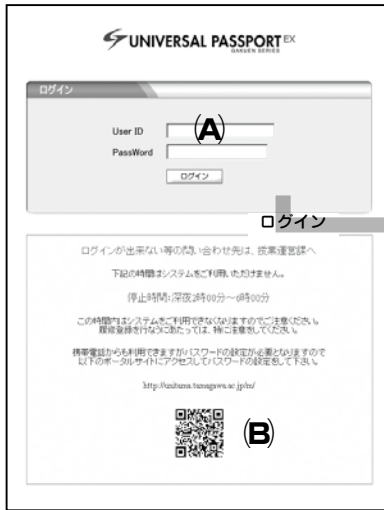 UNIVERSAL PASSPORT EX
GAKUEN SERIES
ログイン
User ID
(A)
PassWord
ログイン
ログイン
ログインが出来ない等の問い合わせ先は、授業運営課へ
下記の時間はシステムをご利用いただけません。
停止時間:深夜2時00分~6時00分
この時間内はシステムをご利用できなくなりますのでご注意ください。
履修登録を行なうにあたっては、特に注意をしてください。
携帯電話からも利用できますがパスワードの設定が必要となりますので
以下のポータルサイトにアクセスしてパスワードの設定をして下さい。
http://unitama.tamagawa.ac.jp/m/
(B)